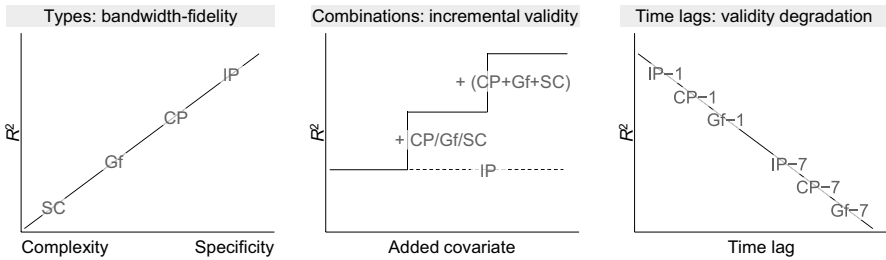 Types: bandwidth-fidelity
R²
SC
Gf
CP
IP
Complexity
Specificity
Combinations: incremental validity
R²
+ (CP+Gf+SC)
+ CP/Gf/SC
IP
Added covariate
Time lags: validity degradation
R²
IP−1
CP−1
Gf−1
IP−7
CP−7
Gf−7
Time lag